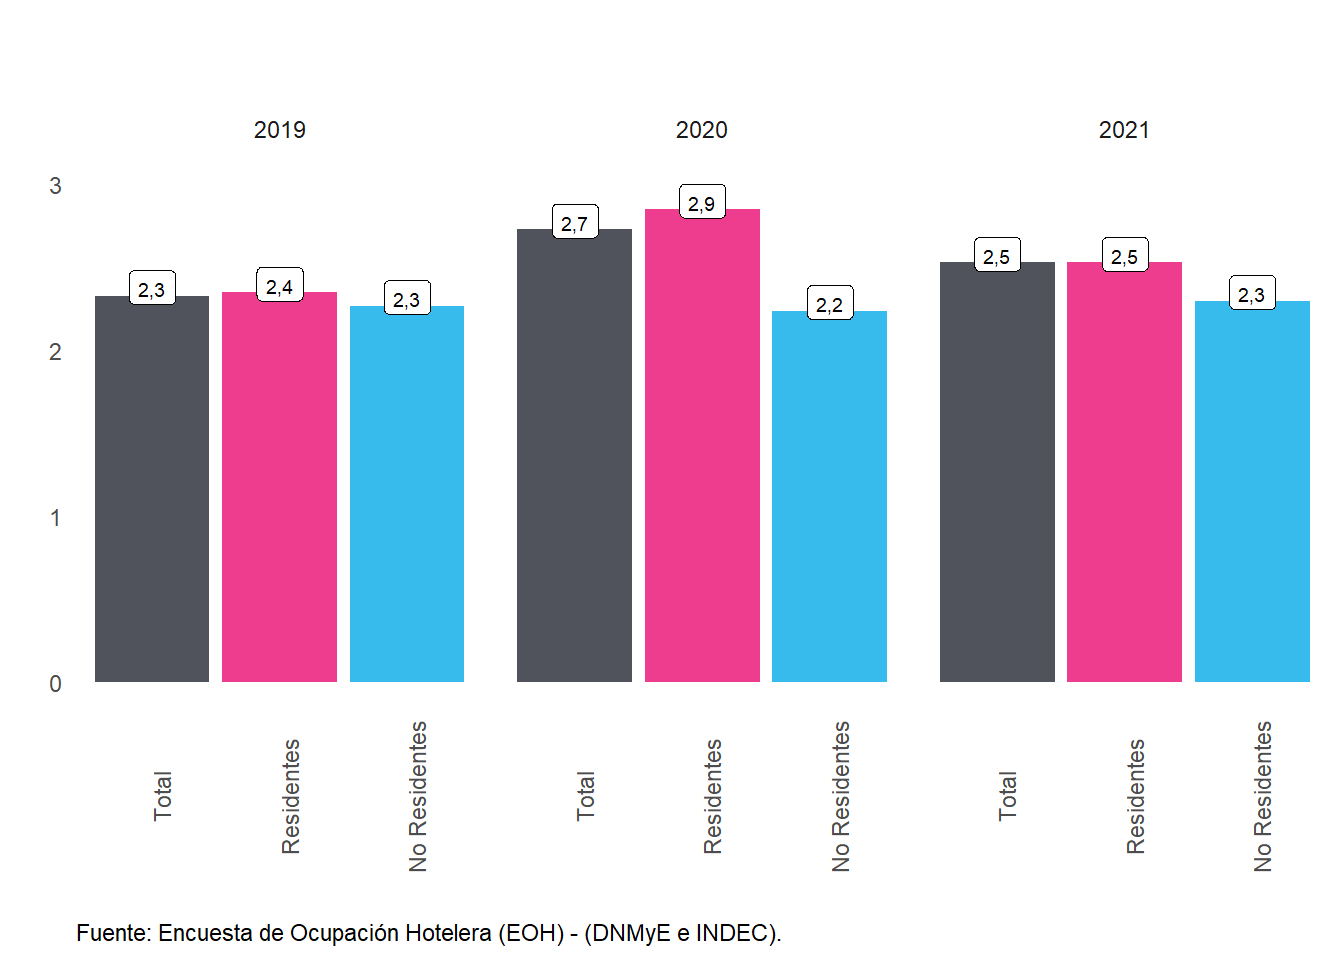 2019
2020
2021
3
2
1
0
2,3
2,4
2,3
2,7
2,9
2,2
2,5
2,5
2,3
Total
Residentes
No Residentes
Total
Residentes
No Residentes
Total
Residentes
No Residentes
Fuente: Encuesta de Ocupación Hotelera (EOH) - (DNMyE e INDEC).